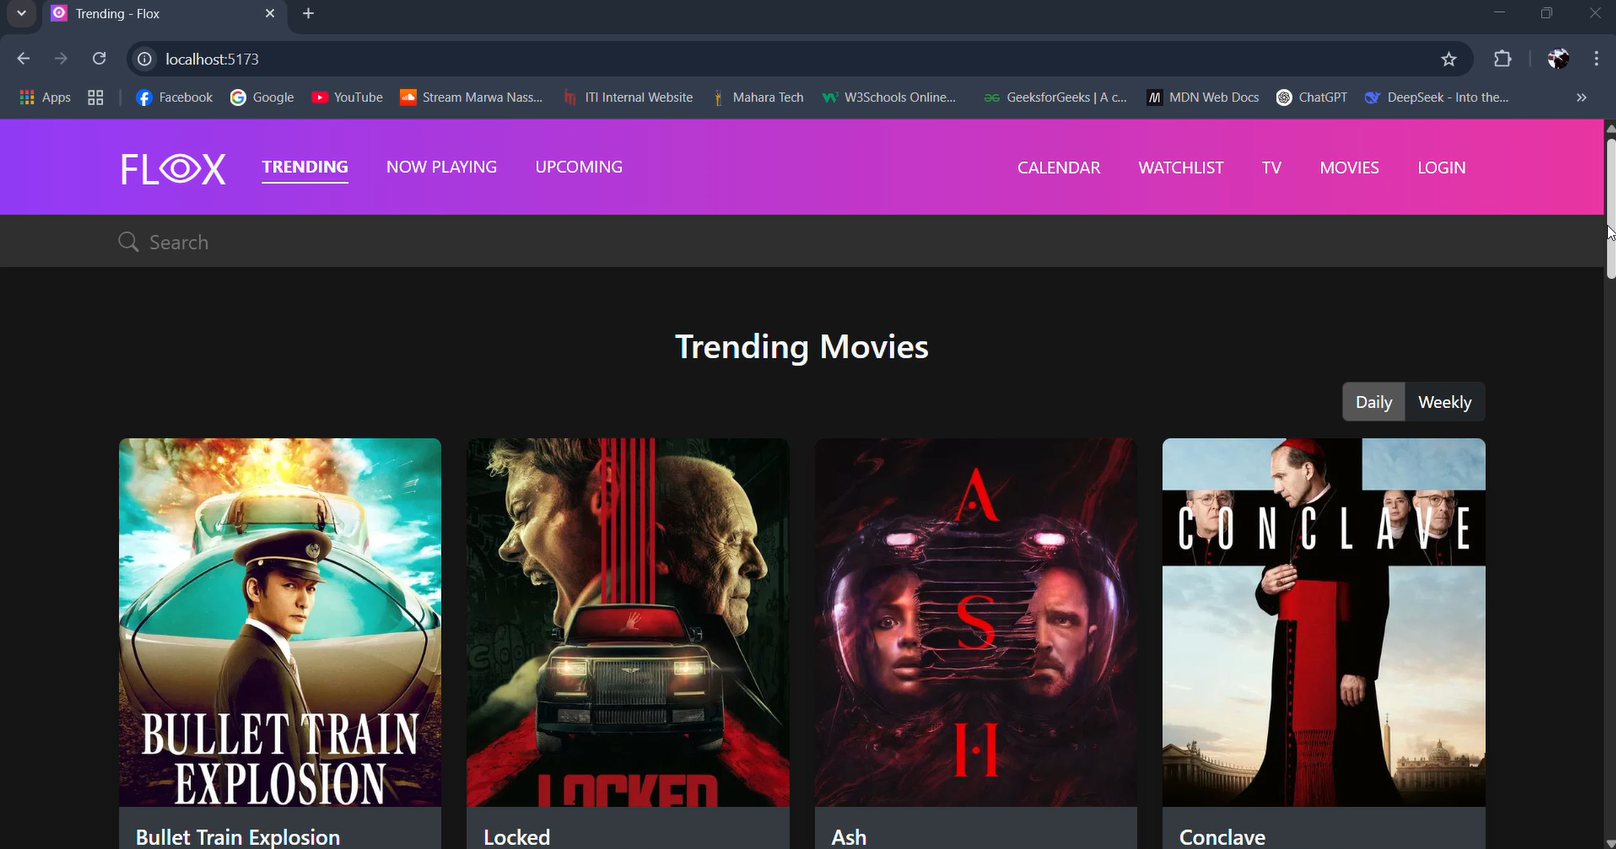 Trending - Flox
localhost:5173
Apps Facebook Google YouTube Stream Marwa Nass... ITI Internal Website Mahara Tech W3Schools Online... GeeksforGeeks | A c... MDN Web Docs ChatGPT DeepSeek - Into the... »
FLOX TRENDING NOW PLAYING UPCOMING CALENDAR WATCHLIST TV MOVIES LOGIN
Search
Trending Movies
Daily Weekly
BULLET TRAIN
EXPLOSION
LOCKED
A
S
H
CONCLAVE
Bullet Train Explosion Locked Ash Conclave